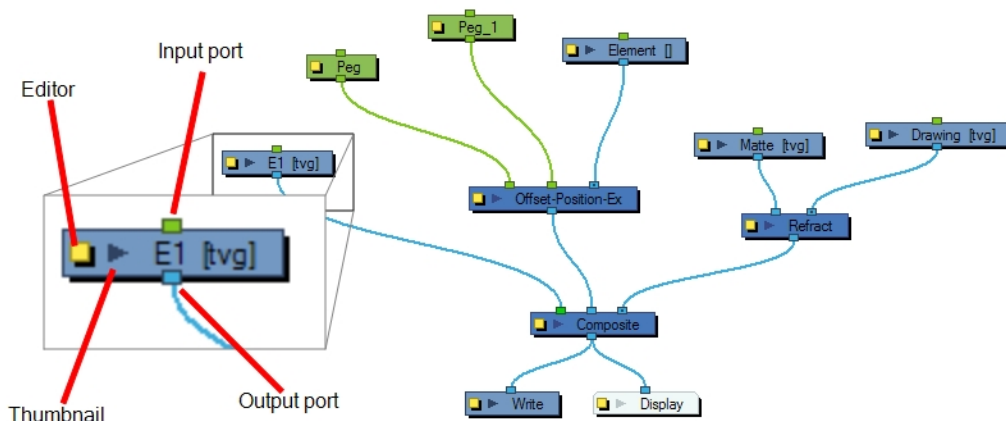 Input port
Editor
Peg_1
Peg
Element []
E1 [tvg]
Matte [tvg]
Drawing [tvg]
Offset-Position-Ex
Refract
E1 [tvg]
Composite
Thumbnail
Output port
Write
Display